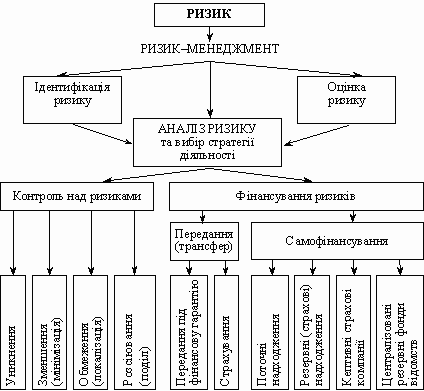 РИЗИК
РИЗИК–МЕНЕДЖМЕНТ
Ідентифікація
ризику
Оцінка
ризику
АНАЛІЗ РИЗИКУ
та вибір стратегії
діяльності
Контроль над ризиками
Фінансування ризиків
Передання
(трансфер)
Самофінансування
Уникнення
Зменшення
(мінімізація)
Обмеження
(локалізація)
Розсіювання
(поділ)
Передання під
фінансову гарантію
Страхування
Поточні
надходження
Резервні (страхові)
надходження
Кептивні страхові
компанії
Централізовані
резервні фонди
відомств